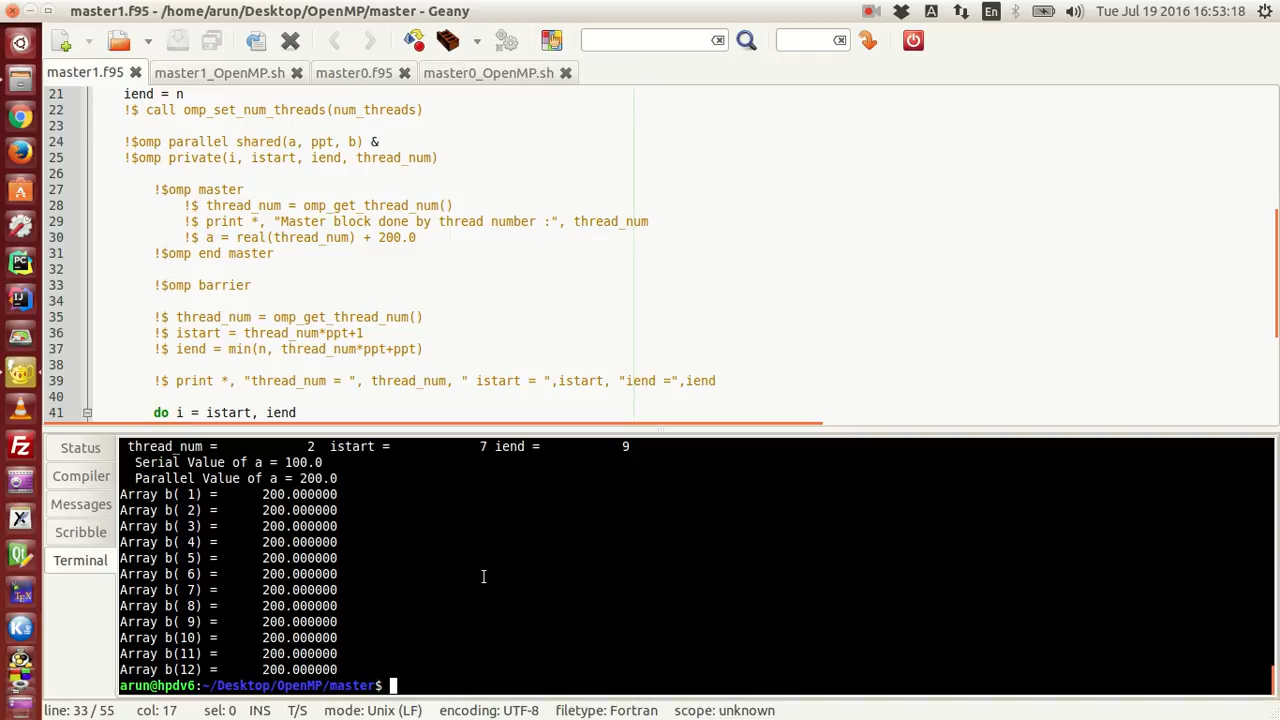 master1.f95 - /home/arun/Desktop/OpenMP/master - Geany
A
En
Tue Jul 19 2016 16:53:18
master1.f95
master1_OpenMP.sh
master0.f95
master0_OpenMP.sh
21 iend = n
22 !$ call omp_set_num_threads(num_threads)
23
24 !$omp parallel shared(a, ppt, b) &
25 !$omp private(i, istart, iend, thread_num)
26
27 !$omp master
28 !$ thread_num = omp_get_thread_num()
29 !$ print *, "Master block done by thread number :", thread_num
30 !$ a = real(thread_num) + 200.0
31 !$omp end master
32
33 !$omp barrier
34
35 !$ thread_num = omp_get_thread_num()
36 !$ istart = thread_num*ppt+1
37 !$ iend = min(n, thread_num*ppt+ppt)
38
39 !$ print *, "thread_num = ", thread_num, " istart = ",istart, "iend =",iend
40
41 do i = istart, iend
Status
Compiler
Messages
Scribble
Terminal
thread_num = 2 istart = 7 iend = 9
Serial Value of a = 100.0
Parallel Value of a = 200.0
Array b( 1) = 200.000000
Array b( 2) = 200.000000
Array b( 3) = 200.000000
Array b( 4) = 200.000000
Array b( 5) = 200.000000
Array b( 6) = 200.000000
Array b( 7) = 200.000000
Array b( 8) = 200.000000
Array b( 9) = 200.000000
Array b(10) = 200.000000
Array b(11) = 200.000000
Array b(12) = 200.000000
arun@hpdv6:~/Desktop/OpenMP/master$
line: 33 / 55 col: 17 sel: 0 INS T/S mode: Unix (LF) encoding: UTF-8 filetype: Fortran scope: unknown